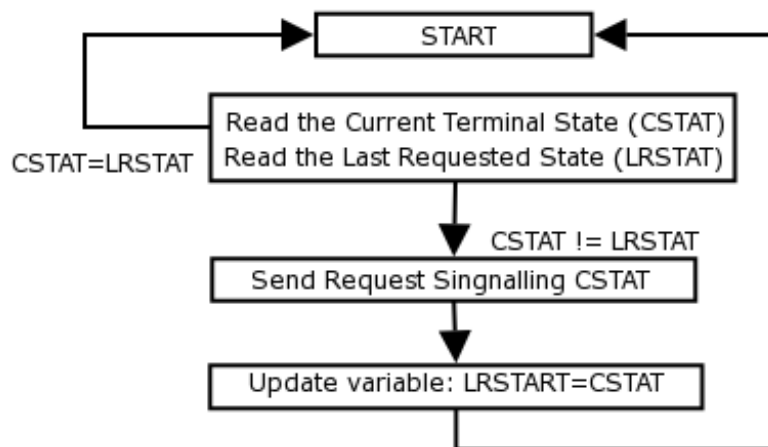 START
Read the Current Terminal State (CSTAT)
Read the Last Requested State (LRSTAT)
CSTAT=LRSTAT
CSTAT != LRSTAT
Send Request Singnalling CSTAT
Update variable: LRSTART=CSTAT